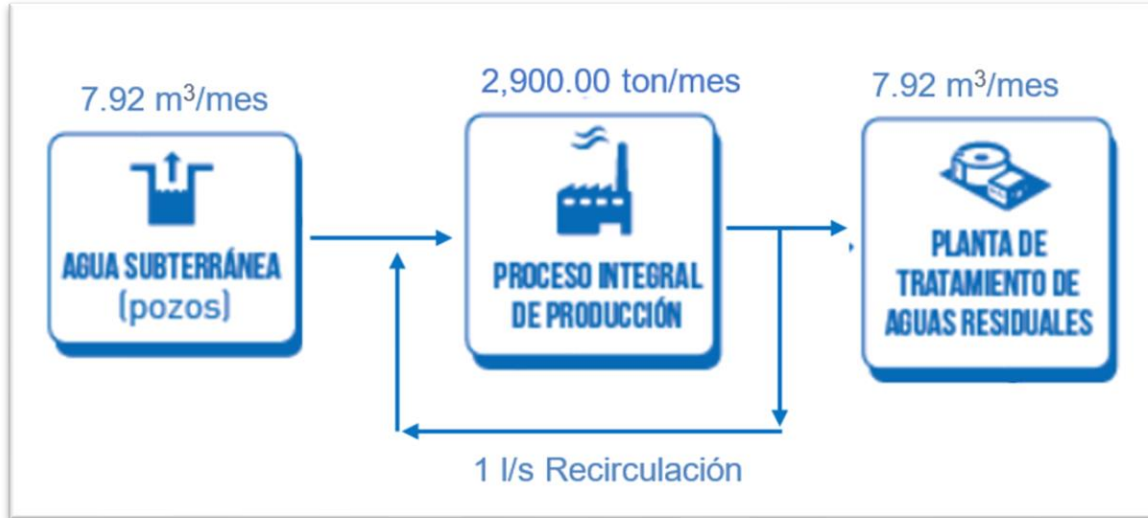 7.92 m³/mes
2,900.00 ton/mes
7.92 m³/mes
AGUA SUBTERRÁNEA
(pozos)
PROCESO INTEGRAL
DE PRODUCCIÓN
PLANTA DE
TRATAMIENTO DE
AGUAS RESIDUALES
1 l/s Recirculación